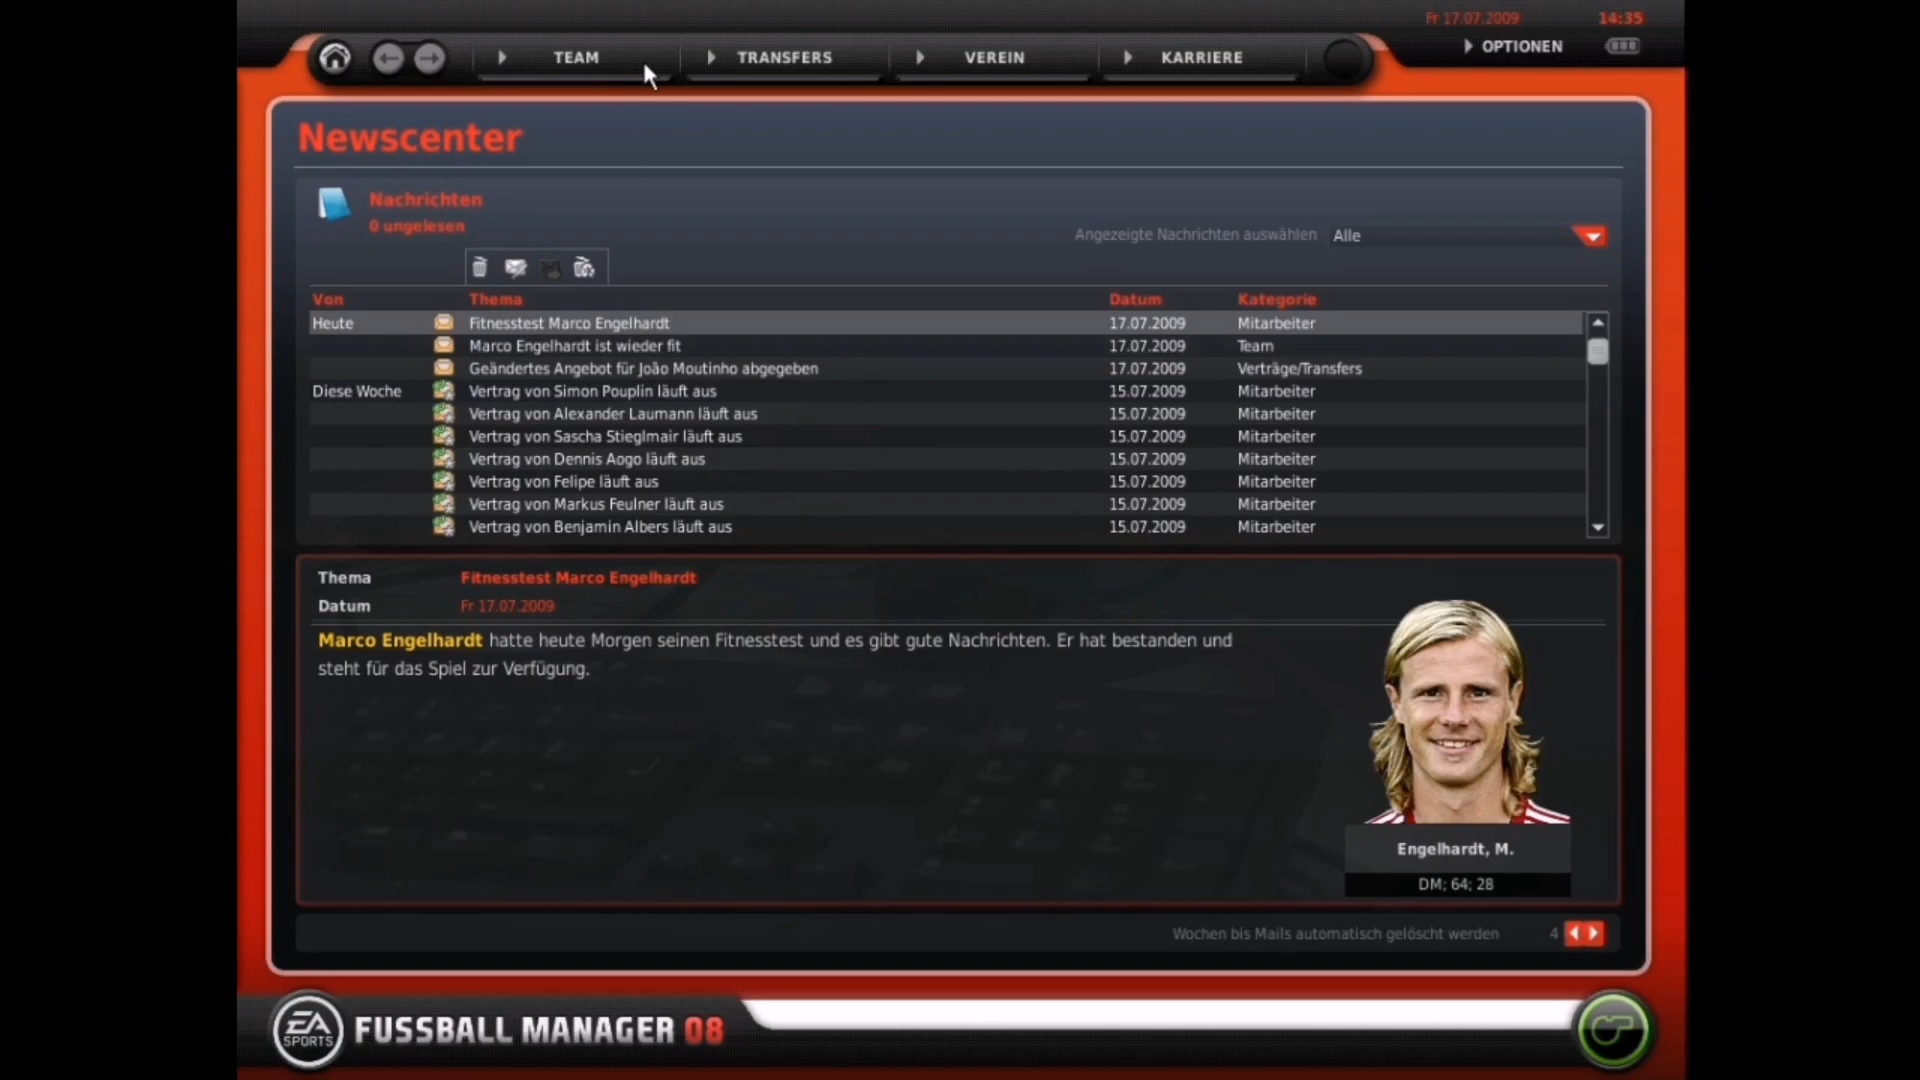 Fr 17.07.2009 14:35
TEAM TRANSFERS VEREIN KARRIERE OPTIONEN
Newscenter
Nachrichten
0 ungelesen
Angezeigte Nachrichten auswählen Alle
Von Thema Datum Kategorie
Heute Fitnesstest Marco Engelhardt 17.07.2009 Mitarbeiter
Marco Engelhardt ist wieder fit 17.07.2009 Team
Geändertes Angebot für João Moutinho abgegeben 17.07.2009 Verträge/Transfers
Diese Woche Vertrag von Simon Pouplin läuft aus 15.07.2009 Mitarbeiter
Vertrag von Alexander Laumann läuft aus 15.07.2009 Mitarbeiter
Vertrag von Sascha Stieglmair läuft aus 15.07.2009 Mitarbeiter
Vertrag von Dennis Aogo läuft aus 15.07.2009 Mitarbeiter
Vertrag von Felipe läuft aus 15.07.2009 Mitarbeiter
Vertrag von Markus Feulner läuft aus 15.07.2009 Mitarbeiter
Vertrag von Benjamin Albers läuft aus 15.07.2009 Mitarbeiter
Thema Fitnesstest Marco Engelhardt
Datum Fr 17.07.2009
Marco Engelhardt hatte heute Morgen seinen Fitnesstest und es gibt gute Nachrichten. Er hat bestanden und
steht für das Spiel zur Verfügung.
Engelhardt, M.
DM; 64; 28
Wochen bis Mails automatisch gelöscht werden 4
EA SPORTS FUSSBALL MANAGER 08